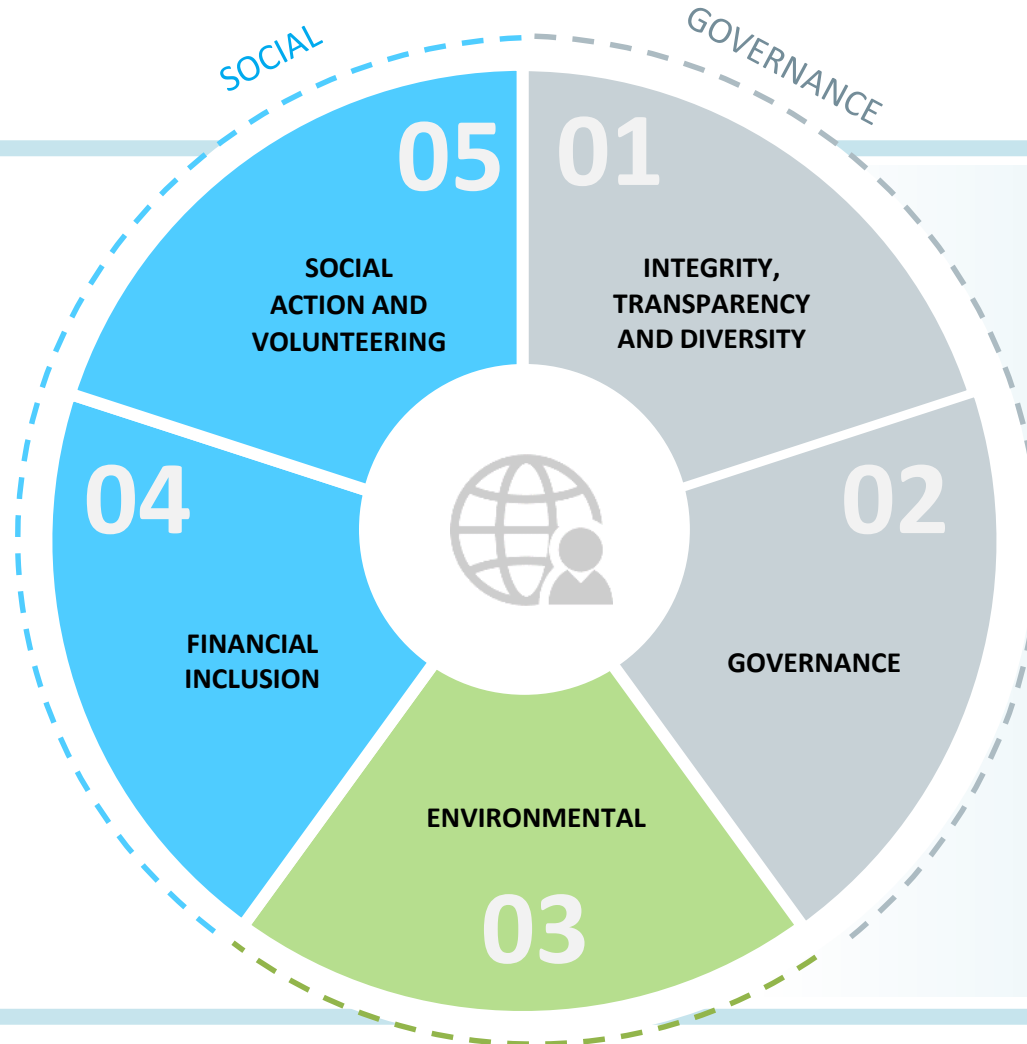 SOCIAL
GOVERNANCE
05
SOCIAL
ACTION AND
VOLUNTEERING
01
INTEGRITY,
TRANSPARENCY
AND DIVERSITY
04
FINANCIAL
INCLUSION
02
GOVERNANCE
ENVIRONMENTAL
03